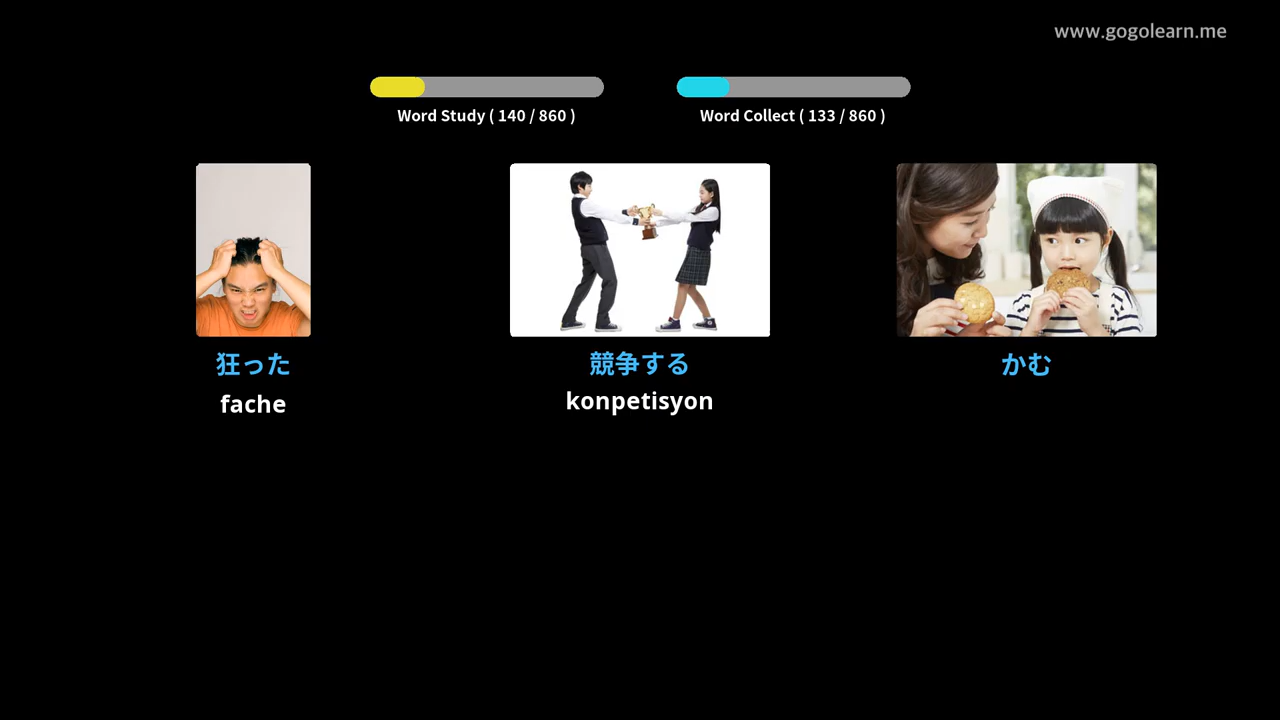 www.gogolearn.me
Word Study ( 140 / 860 )
Word Collect ( 133 / 860 )
狂った
競争する
かむ
fache
konpetisyon